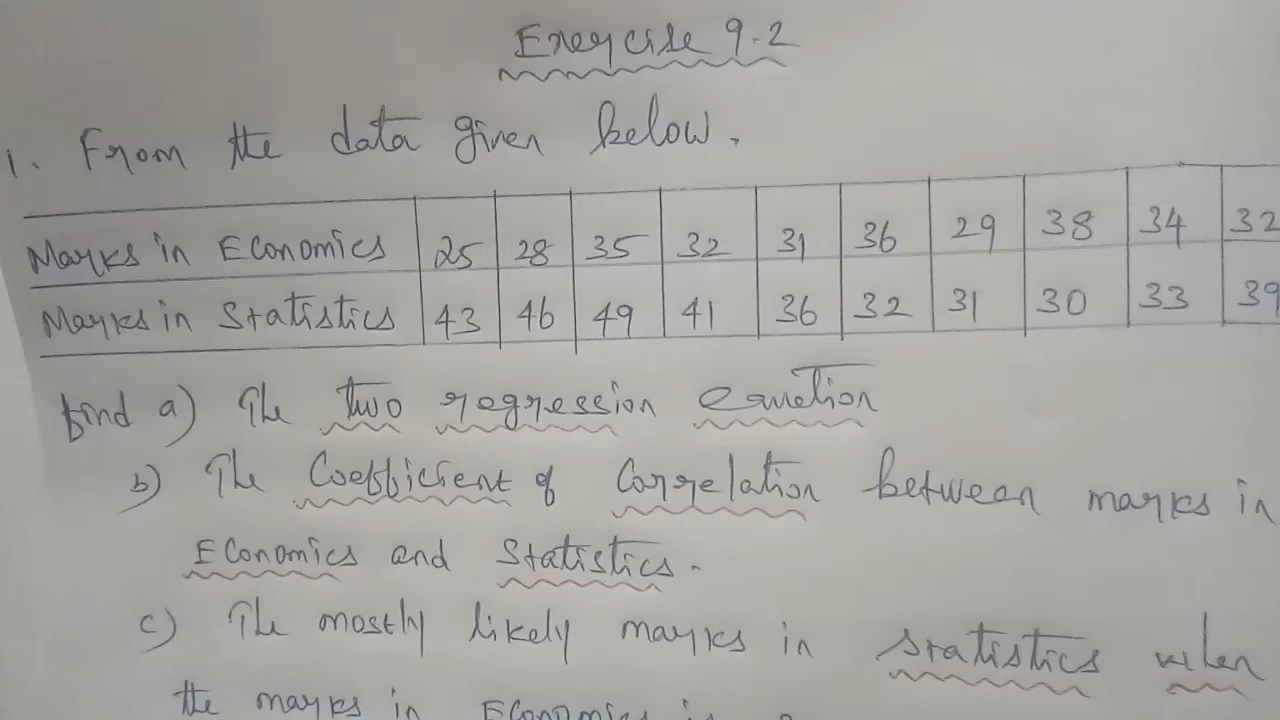 Exercise 9.2
1. From the data given below.
Marks in Economics 25 28 35 32 31 36 29 38 34 32
Marks in Statistics 43 46 49 41 36 32 31 30 33 39
find a) The two regression equation
b) The Coefficient of Correlation between marks in
Economics and Statistics.
c) The mostly likely marks in statistics when
the marks in Economics is